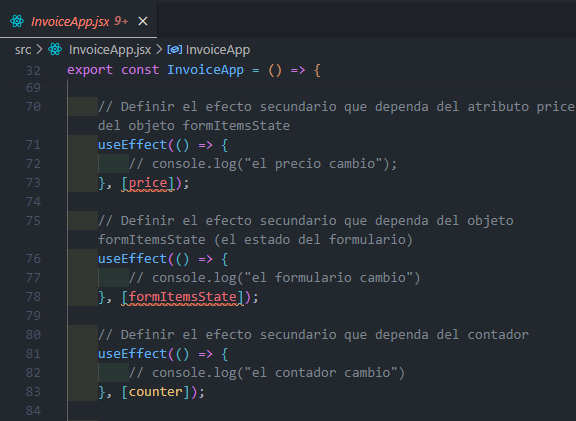 InvoiceApp.jsx 9+ ×
src > InvoiceApp.jsx > InvoiceApp
32 export const InvoiceApp = () => {
69
70 // Definir el efecto secundario que dependa del atributo price
del objeto formItemsState
71 useEffect(() => {
72 // console.log("el precio cambio");
73 }, [price]);
74
75 // Definir el efecto secundario que dependa del objeto
formItemsState (el estado del formulario)
76 useEffect(() => {
77 // console.log("el formulario cambio")
78 }, [formItemsState]);
79
80 // Definir el efecto secundario que dependa del contador
81 useEffect(() => {
82 // console.log("el contador cambio")
83 }, [counter]);
84